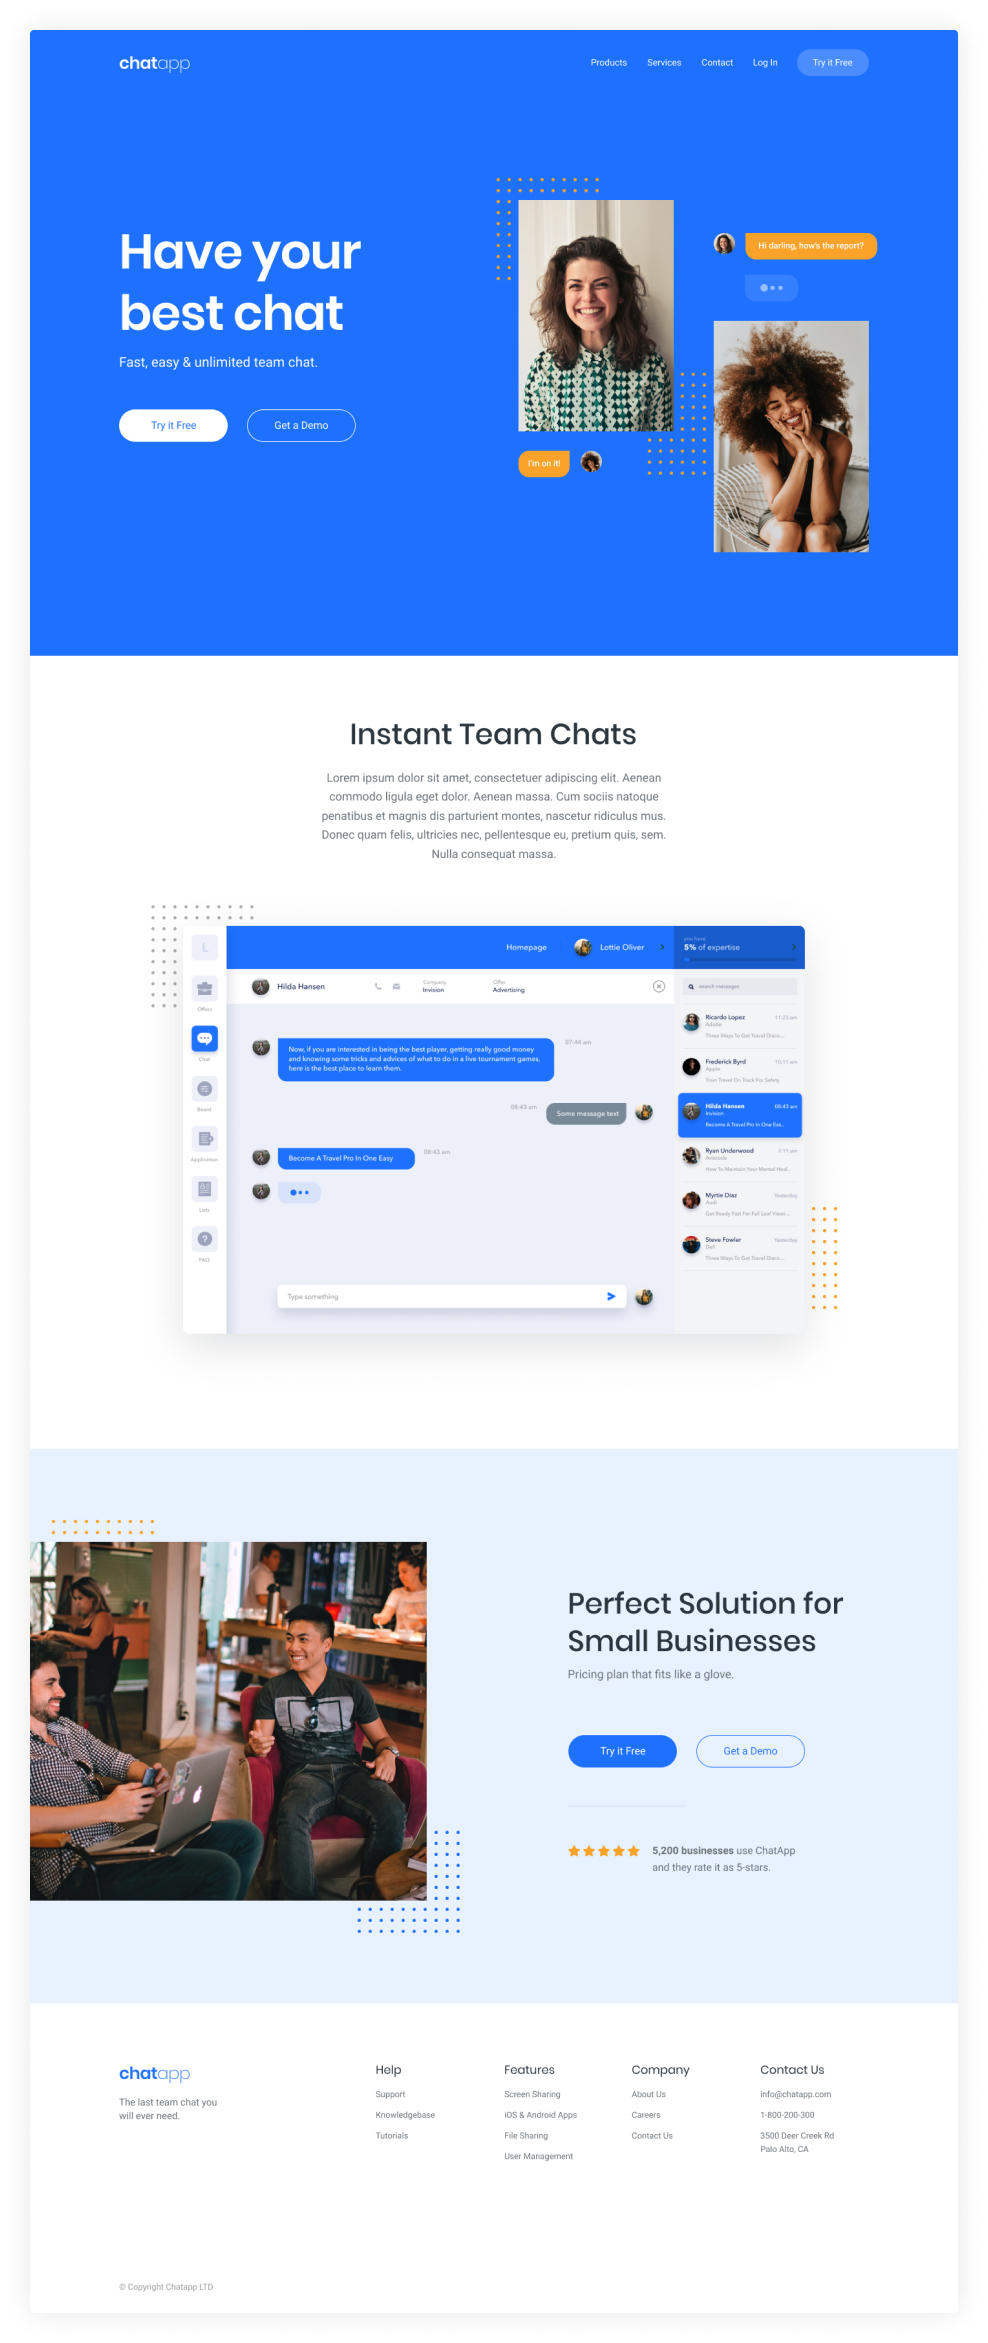 chatapp
Products
Services
Contact
Log In
Try it Free
Have your
best chat
Fast, easy & unlimited team chat.
Try it Free
Get a Demo
Hi darling, how's the report?
I'm on it!
Instant Team Chats
Lorem ipsum dolor sit amet, consectetuer adipiscing elit. Aenean
commodo ligula eget dolor. Aenean massa. Cum sociis natoque
penatibus et magnis dis parturient montes, nascetur ridiculus mus.
Donec quam felis, ultricies nec, pellentesque eu, pretium quis, sem.
Nulla consequat massa.
L
Offers
Chat
Board
Application
Lists
FAQ
Homepage
Lottie Oliver
you have
5% of expertise
Hilda Hansen
Company
Invision
Offer
Advertising
search messages
Now, if you are interested in being the best player, getting really good money
and knowing some tricks and advices of what to do in a live tournament games,
here is the best place to learn them.
07:44 am
08:43 am
Some message text
Become A Travel Pro In One Easy
08:43 am
Type something
Ricardo Lopez
11:23 am
Adobe
Three Ways To Get Travel Disco...
Frederick Byrd
10:11 am
Apple
Train Travel On Track For Safety
Hilda Hansen
08:43 am
Invision
Become A Travel Pro In One Eas..
Ryan Underwood
7:11 am
Avocode
How To Maintain Your Mental Heal..
Myrtie Diaz
Yesterday
Audi
Get Ready Fast For Fall Leaf Viewi...
Steve Fowler
Yesterday
Dell
Three Ways To Get Travel Disco...
Perfect Solution for
Small Businesses
Pricing plan that fits like a glove.
Try it Free
Get a Demo
5,200 businesses use ChatApp
and they rate it as 5-stars.
chatapp
The last team chat you
will ever need.
Help
Support
Knowledgebase
Tutorials
Features
Screen Sharing
iOS & Android Apps
File Sharing
User Management
Company
About Us
Careers
Contact Us
Contact Us
info@chatapp.com
1-800-200-300
3500 Deer Creek Rd
Palo Alto, CA
© Copyright Chatapp LTD